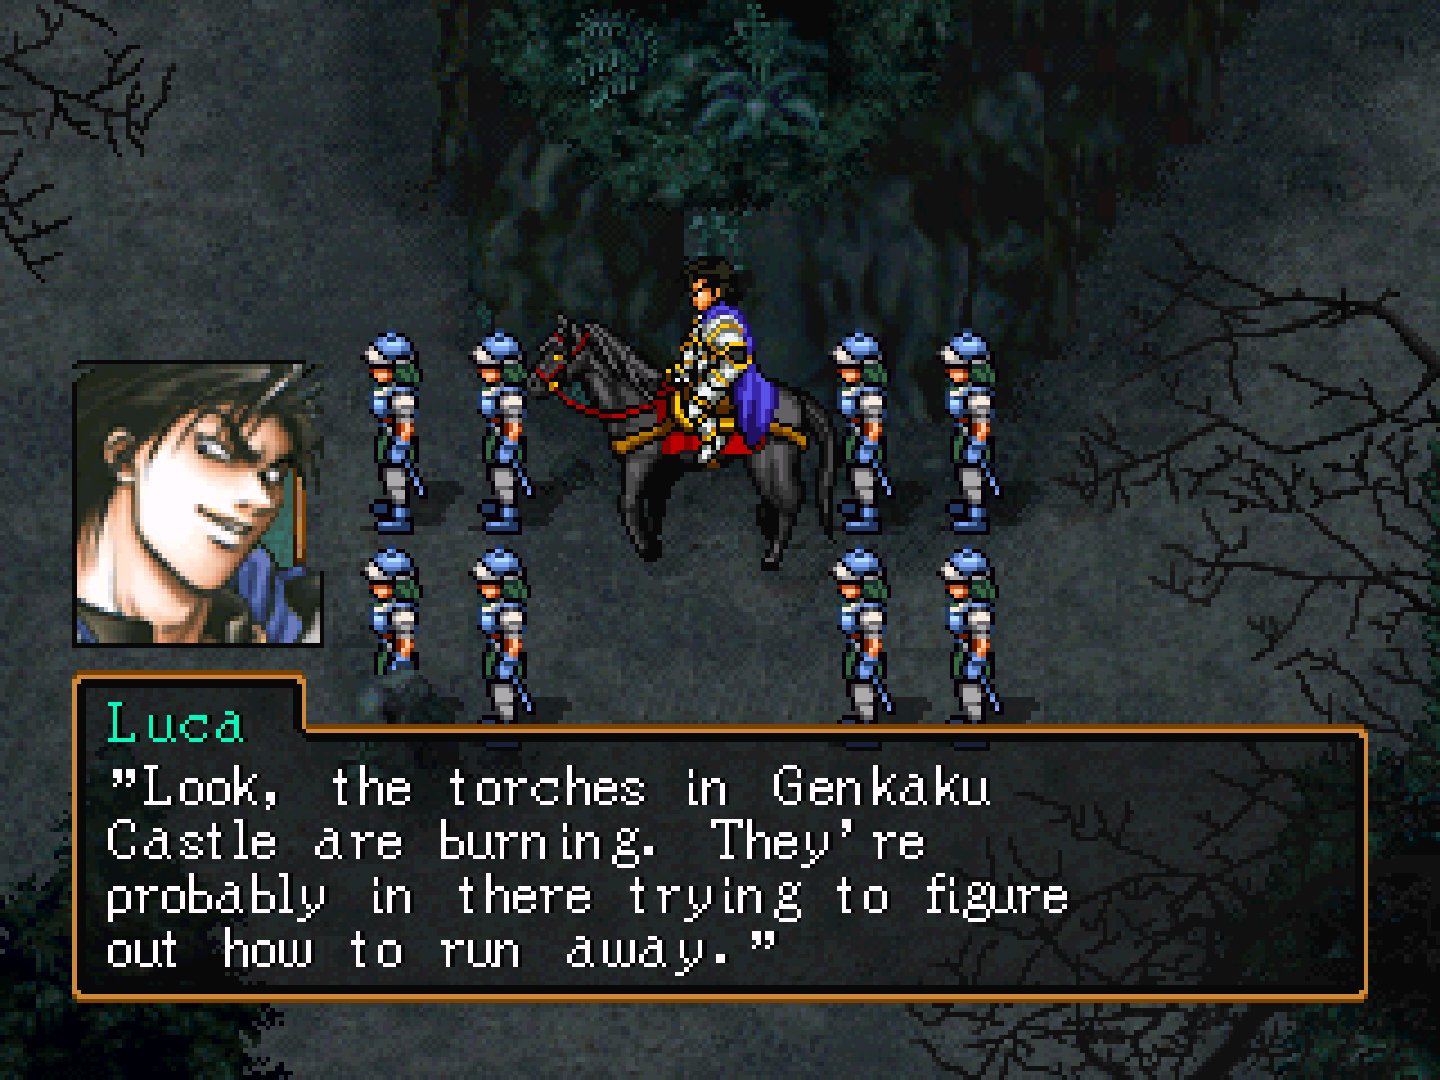 Luca
"Look, the torches in Genkaku
Castle are burning. They're
probably in there trying to figure
out how to run away."